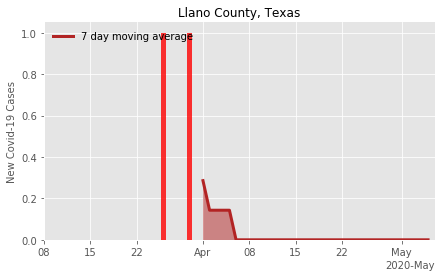 Llano County, Texas
7 day moving average
New Covid-19 Cases
1.0
0.8
0.6
0.4
0.2
0.0
08 15 22 Apr 08 15 22 May
2020-May